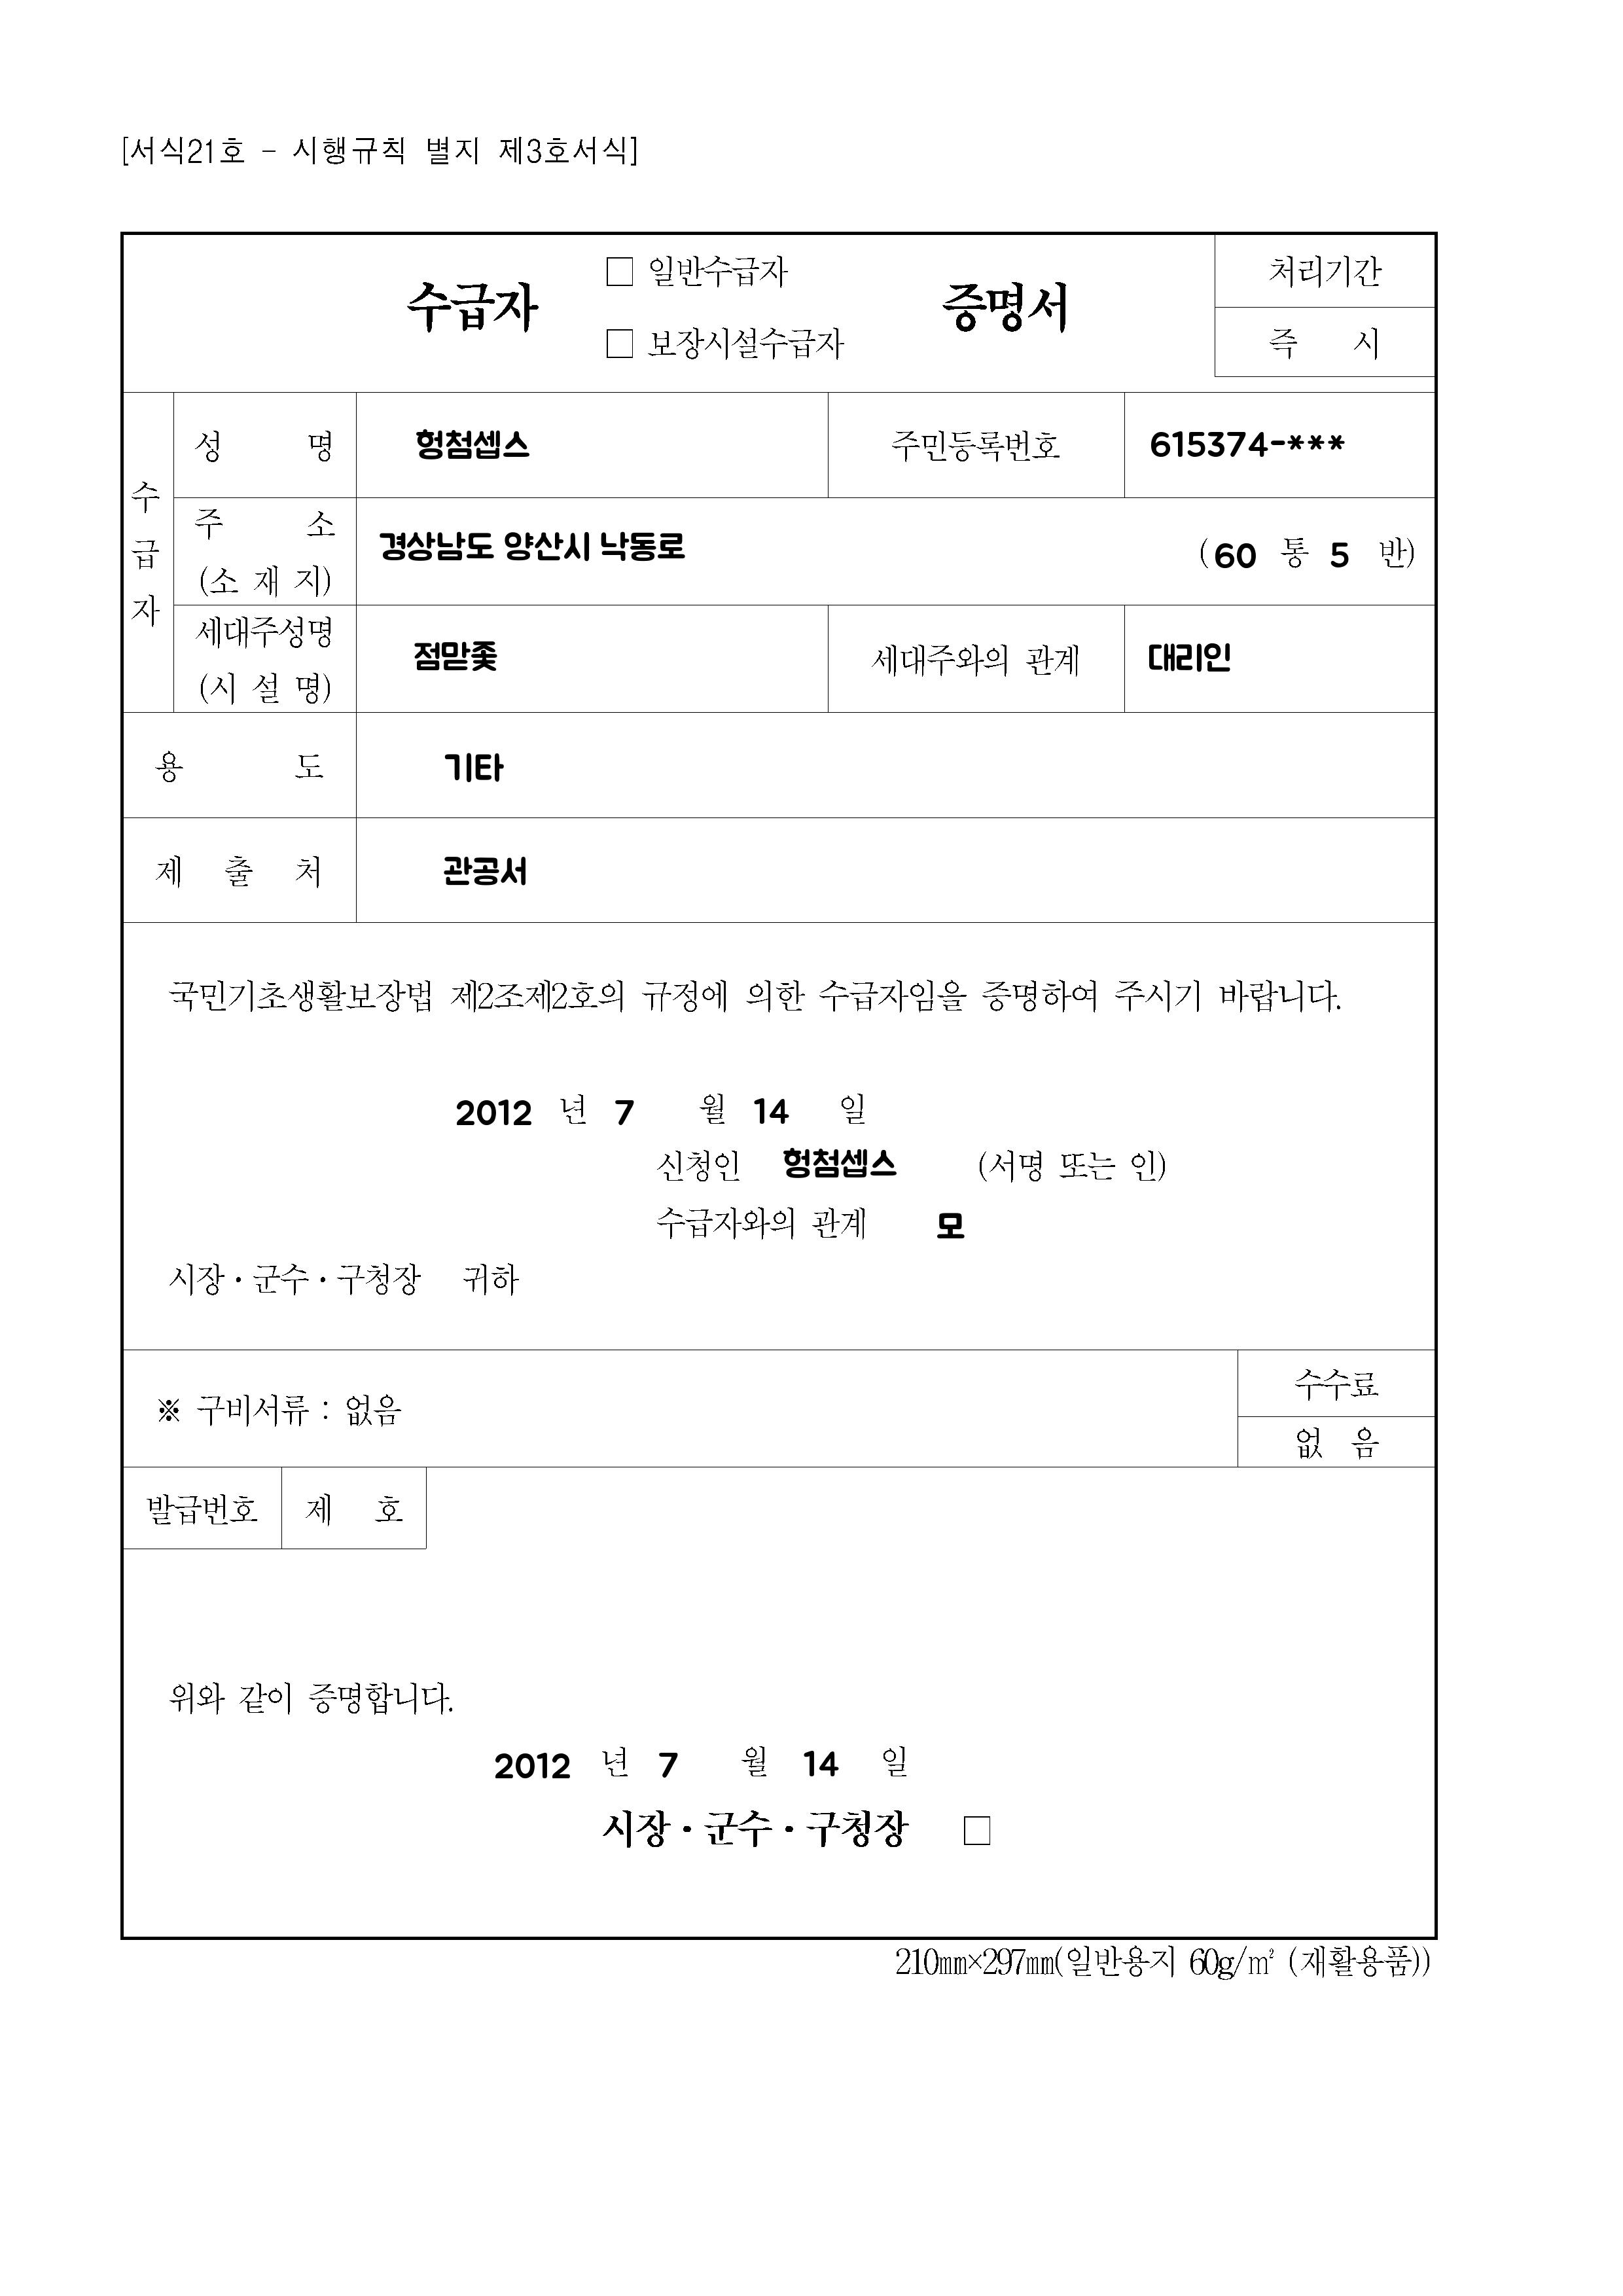 [서식21호 - 시행규칙 별지 제3호서식]
수급자 □ 일반수급자 □ 보장시설수급자 증명서
처리기간
즉 시
수급자
성 명 헝첨셉스 주민등록번호 615374-***
주 소 (소 재 지) 경상남도 양산시 낙동로 (60 통 5 반)
세대주성명 (시 설 명) 점맏좇 세대주와의 관계 대리인
용 도 기타
제 출 처 관공서
국민기초생활보장법 제2조제2호의 규정에 의한 수급자임을 증명하여 주시기 바랍니다.
2012 년 7 월 14 일
신청인 헝첨셉스 (서명 또는 인)
수급자와의 관계 모
시장·군수·구청장 귀하
※ 구비서류 : 없음
수수료
없 음
발급번호 제 호
위와 같이 증명합니다.
2012 년 7 월 14 일
시장·군수·구청장 □
210㎜×297㎜(일반용지 60g/㎡ (재활용품))